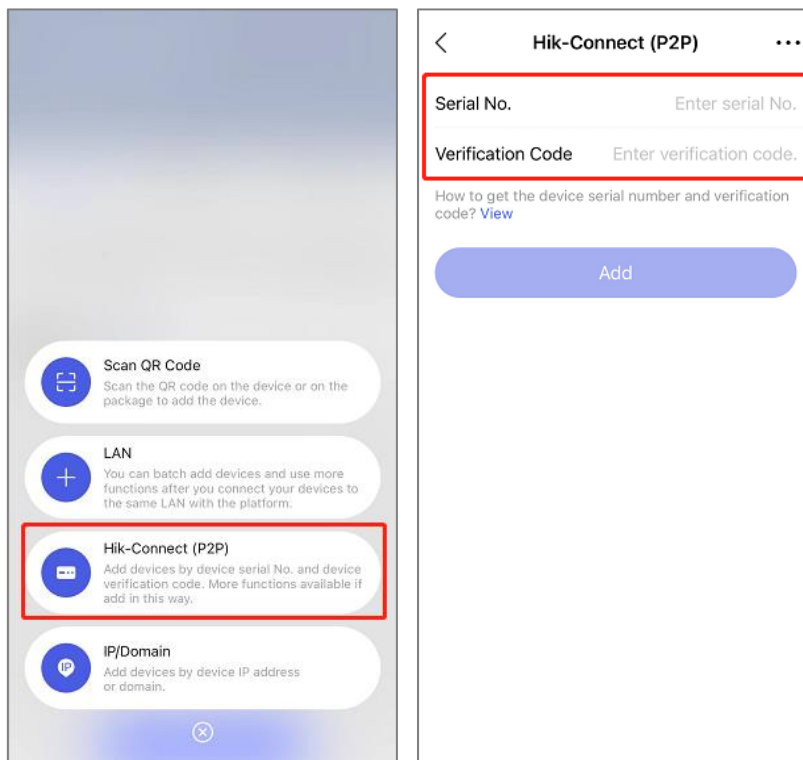 Scan QR Code
Scan the QR code on the device or on the
package to add the device.
LAN
You can batch add devices and use more
functions after you connect your devices to
the same LAN with the platform.
Hik-Connect (P2P)
Add devices by device serial No. and device
verification code. More functions available if
add in this way.
IP
IP/Domain
Add devices by device IP address
or domain.
Hik-Connect (P2P)
Serial No. Enter serial No.
Verification Code Enter verification code.
How to get the device serial number and verification
code? View
Add